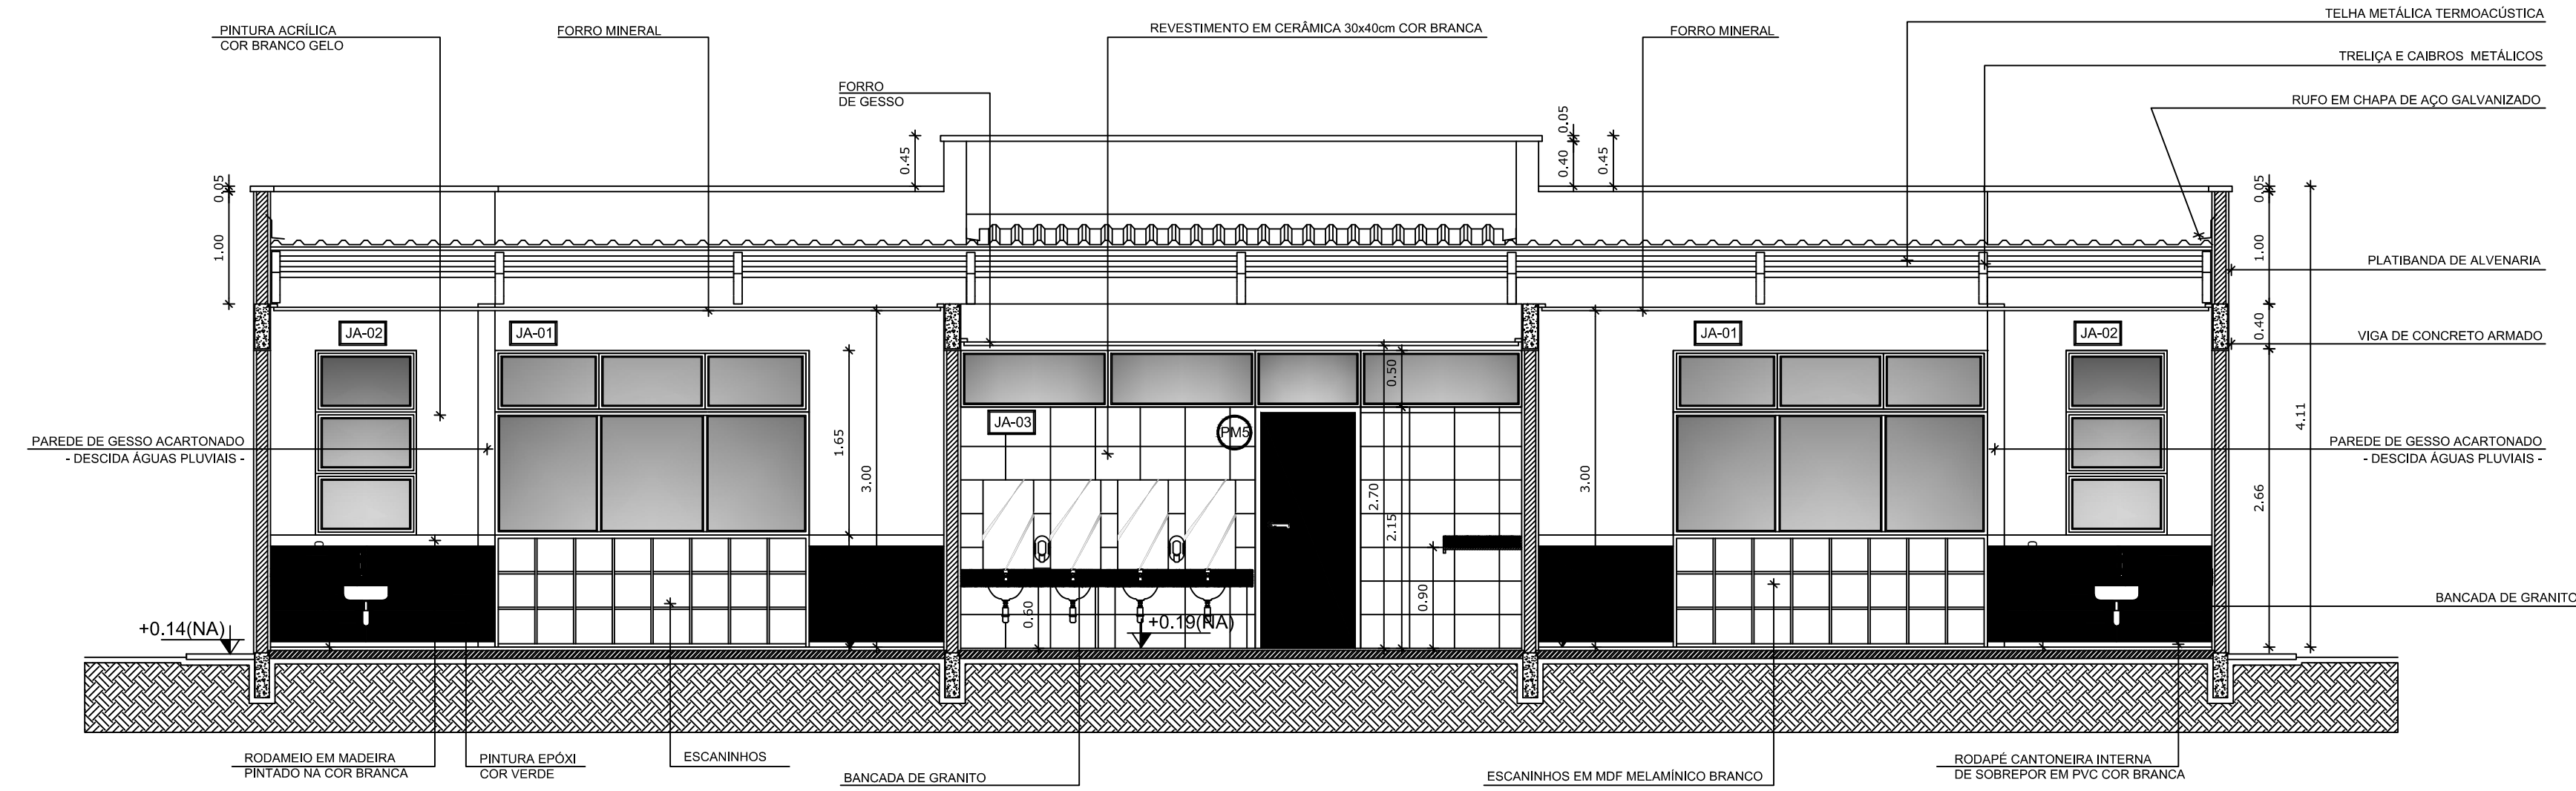 PINTURA ACRÍLICA
COR BRANCO GELO
FORRO MINERAL
REVESTIMENTO EM CERÂMICA 30x40cm COR BRANCA
FORRO MINERAL
TELHA METÁLICA TERMOACÚSTICA
TRELIÇA E CAIBROS METÁLICOS
RUFO EM CHAPA DE AÇO GALVANIZADO
FORRO
DE GESSO
0.05
0.40
0.45
0.45
0.05
1.00
0.05
1.00
PLATIBANDA DE ALVENARIA
0.40
VIGA DE CONCRETO ARMADO
JA-02
JA-01
JA-01
JA-02
0.50
JA-03
PM5
4.11
PAREDE DE GESSO ACARTONADO
- DESCIDA ÁGUAS PLUVIAIS -
1.65
3.00
2.70
2.15
3.00
PAREDE DE GESSO ACARTONADO
- DESCIDA ÁGUAS PLUVIAIS -
2.66
0.60
0.90
BANCADA DE GRANITO
+0.14(NA)
+0.19(NA)
RODAMEIO EM MADEIRA
PINTADO NA COR BRANCA
PINTURA EPÓXI
COR VERDE
ESCANINHOS
BANCADA DE GRANITO
ESCANINHOS EM MDF MELAMÍNICO BRANCO
RODAPÉ CANTONEIRA INTERNA
DE SOBREPOR EM PVC COR BRANCA